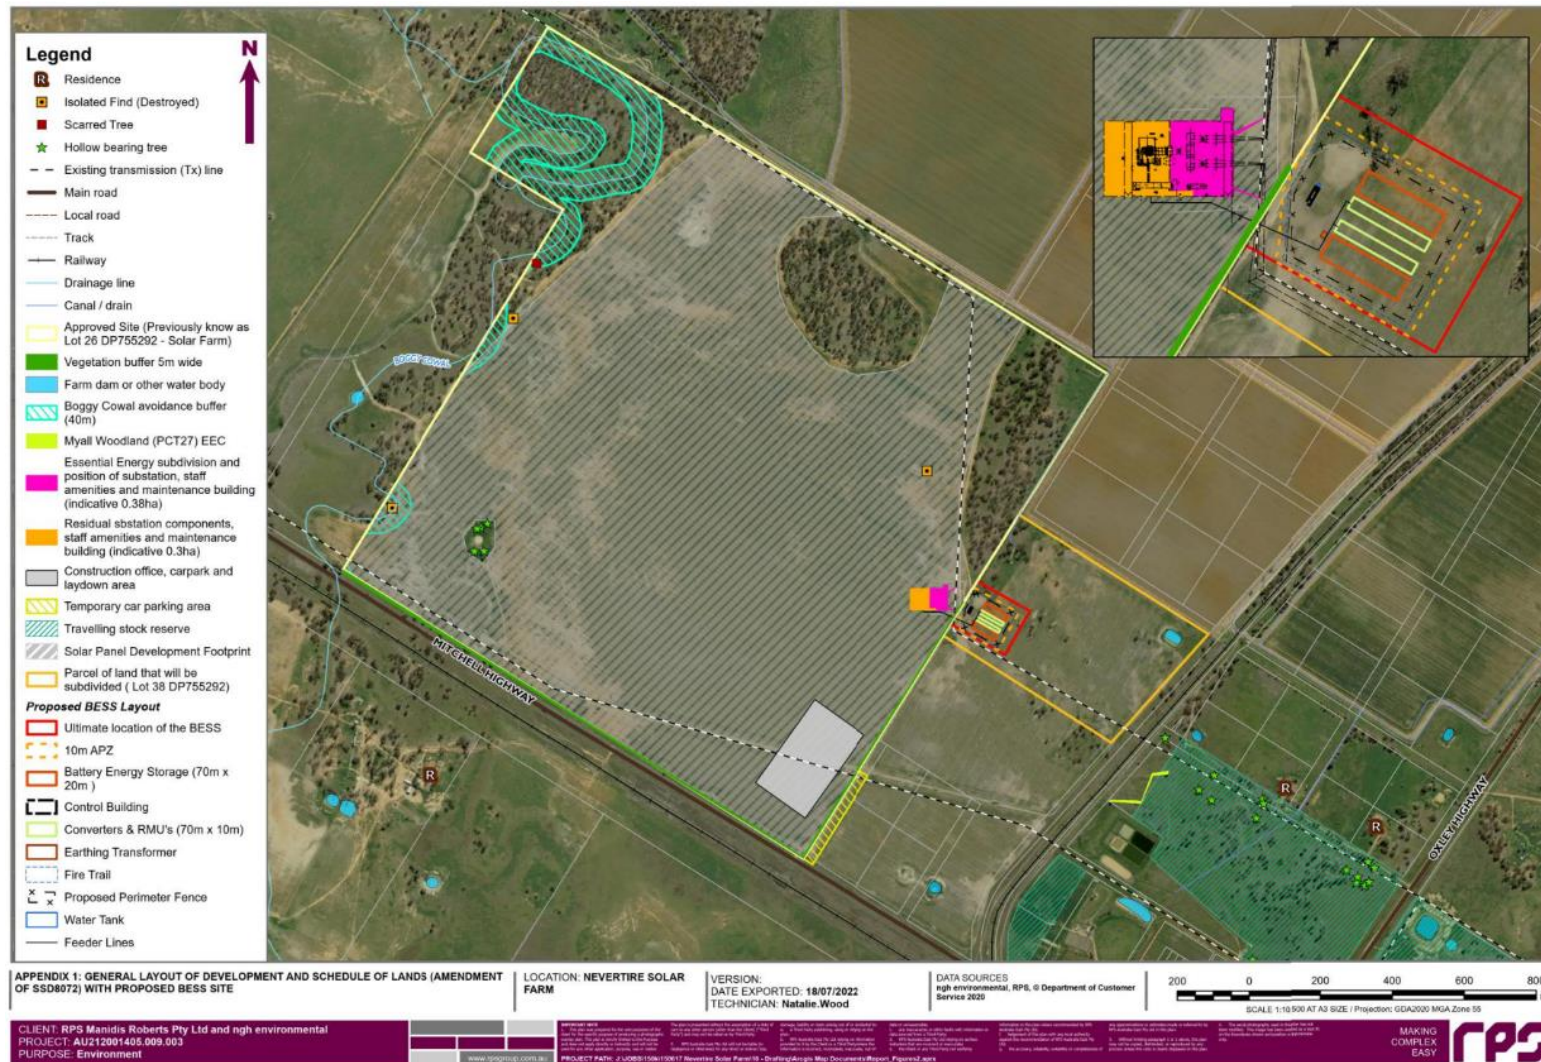 Legend
N
R Residence
Isolated Find (Destroyed)
Scarred Tree
Hollow bearing tree
Existing transmission (Tx) line
Main road
Local road
Track
Railway
Drainage line
Canal / drain
Approved Site (Previously know as
Lot 26 DP755292 - Solar Farm)
Vegetation buffer 5m wide
Farm dam or other water body
Boggy Cowal avoidance buffer
(40m)
Myall Woodland (PCT27) EEC
Essential Energy subdivision and
position of substation, staff
amenities and maintenance building
(indicative 0.38ha)
Residual sbstation components,
staff amenities and maintenance
building (indicative 0.3ha)
Construction office, carpark and
laydown area
Temporary car parking area
Travelling stock reserve
Solar Panel Development Footprint
Parcel of land that will be
subdivided ( Lot 38 DP755292)
Proposed BESS Layout
Ultimate location of the BESS
10m APZ
Battery Energy Storage (70m x
20m )
Control Building
Converters & RMU's (70m x 10m)
Earthing Transformer
Fire Trail
Proposed Perimeter Fence
Water Tank
Feeder Lines
BOGGY COWAL
MITCHELL HIGHWAY
OXLEY HIGHWAY
R
R
R
APPENDIX 1: GENERAL LAYOUT OF DEVELOPMENT AND SCHEDULE OF LANDS (AMENDMENT
OF SSD8072) WITH PROPOSED BESS SITE
LOCATION: NEVERTIRE SOLAR
FARM
VERSION:
DATE EXPORTED: 18/07/2022
TECHNICIAN: Natalie.Wood
DATA SOURCES
ngh environmental, RPS, © Department of Customer
Service 2020
200 0 200 400 600 800
SCALE 1:10,500 AT A3 SIZE / Projection: GDA2020 MGA Zone 55
CLIENT: RPS Manidis Roberts Pty Ltd and ngh environmental
PROJECT: AU212001405.009.003
PURPOSE: Environment
www.rpsgroup.com.au
IMPORTANT NOTE
MAKING
COMPLEX
EASY
rps